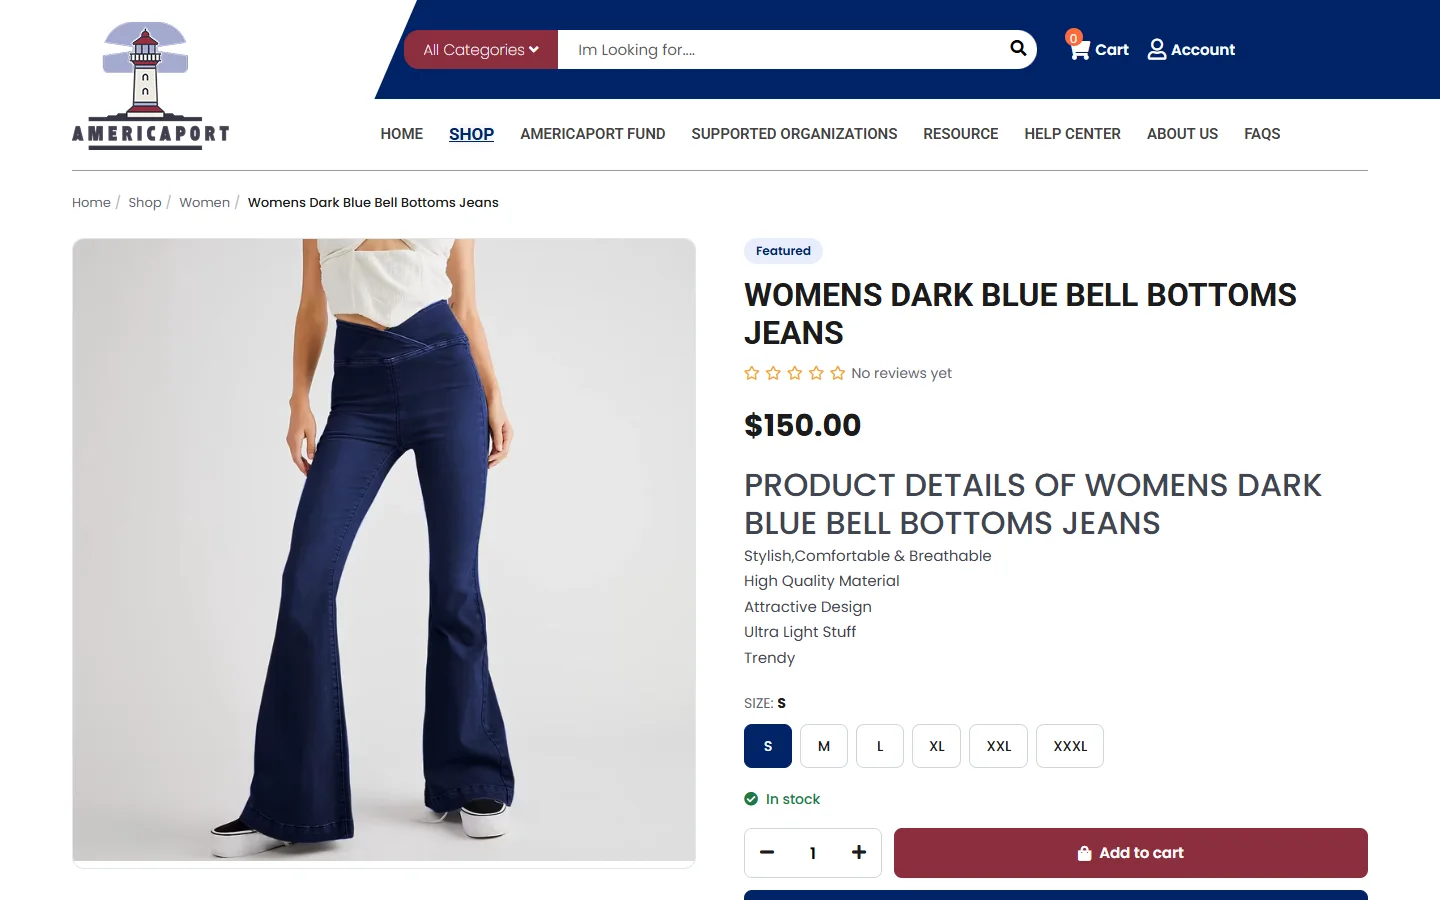 AMERICAPORT
All Categories
Im Looking for....
0
Cart
Account
HOME
SHOP
AMERICAPORT FUND
SUPPORTED ORGANIZATIONS
RESOURCE
HELP CENTER
ABOUT US
FAQS
Home / Shop / Women / Womens Dark Blue Bell Bottoms Jeans
Featured
WOMENS DARK BLUE BELL BOTTOMS
JEANS
No reviews yet
$150.00
PRODUCT DETAILS OF WOMENS DARK
BLUE BELL BOTTOMS JEANS
Stylish,Comfortable & Breathable
High Quality Material
Attractive Design
Ultra Light Stuff
Trendy
SIZE: S
S
M
L
XL
XXL
XXXL
In stock
1
Add to cart